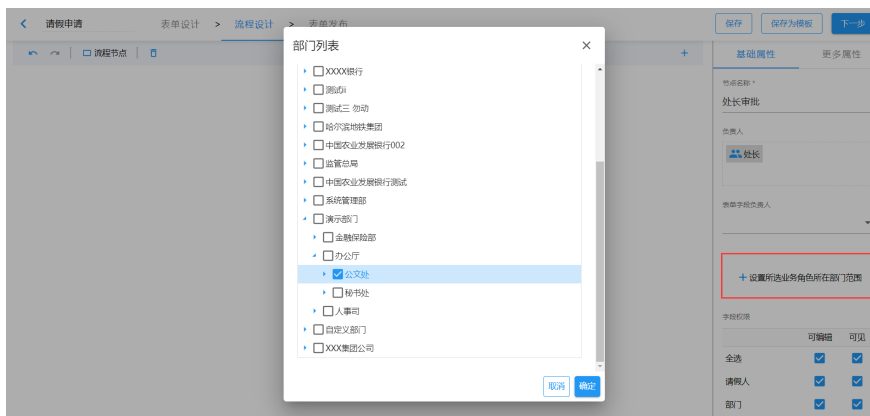 请假申请
表单设计 > 流程设计 > 表单发布
保存 保存为模板 下一步
流程节点
部门列表
XXXX银行
测试ii
测试三 勿动
哈尔滨地铁集团
中国农业发展银行002
监管总局
中国农业发展银行测试
系统管理部
演示部门
金融保险部
办公厅
公文处
秘书处
人事司
自定义部门
XXX集团公司
取消 确定
基础属性 更多属性
节点名称 *
处长审批
负责人
处长
表单字段负责人
+ 设置所选业务角色所在部门范围
字段权限
可编辑 可见
全选
请假人
部门